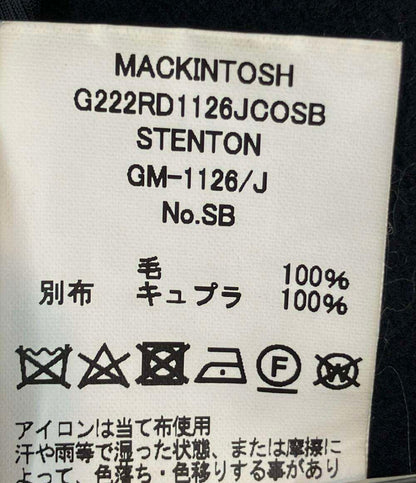 MACKINTOSH
G222RD1126JCOSB
STENTON
GM-1126/J
No.SB
毛 100%
別布 キュプラ 100%
F W
アイロンは当て布使用
汗や雨等で湿った状態、または摩擦に
よって、色落ち・色移りする事があり